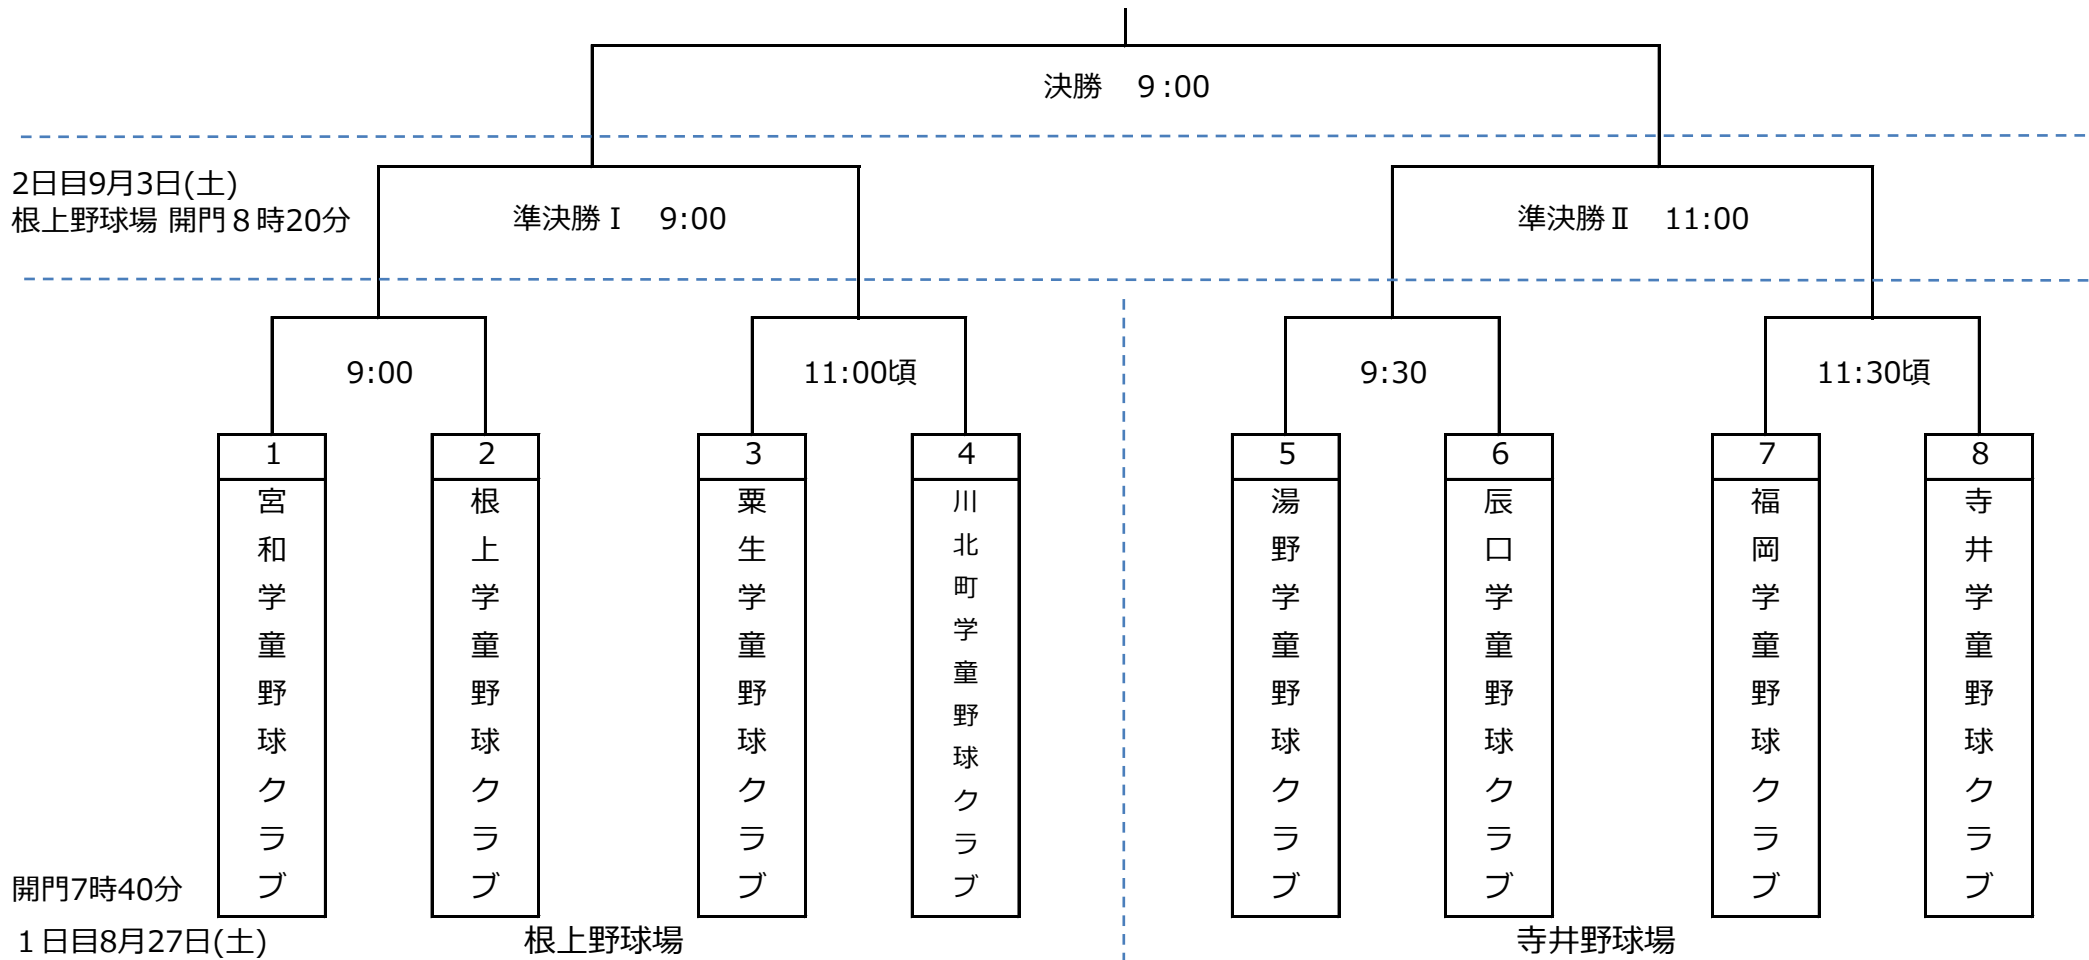 決勝　９:00
2日目9月3日(土)
根上野球場 開門８時20分
準決勝Ⅰ　9:00
準決勝Ⅱ　11:00
9:00
11:00頃
9:30
11:30頃
1
宮和学童野球クラブ
2
根上学童野球クラブ
3
粟生学童野球クラブ
4
川北町学童野球クラブ
5
湯野学童野球クラブ
6
辰口学童野球クラブ
7
福岡学童野球クラブ
8
寺井学童野球クラブ
開門7時40分
１日目8月27日(土)
根上野球場
寺井野球場